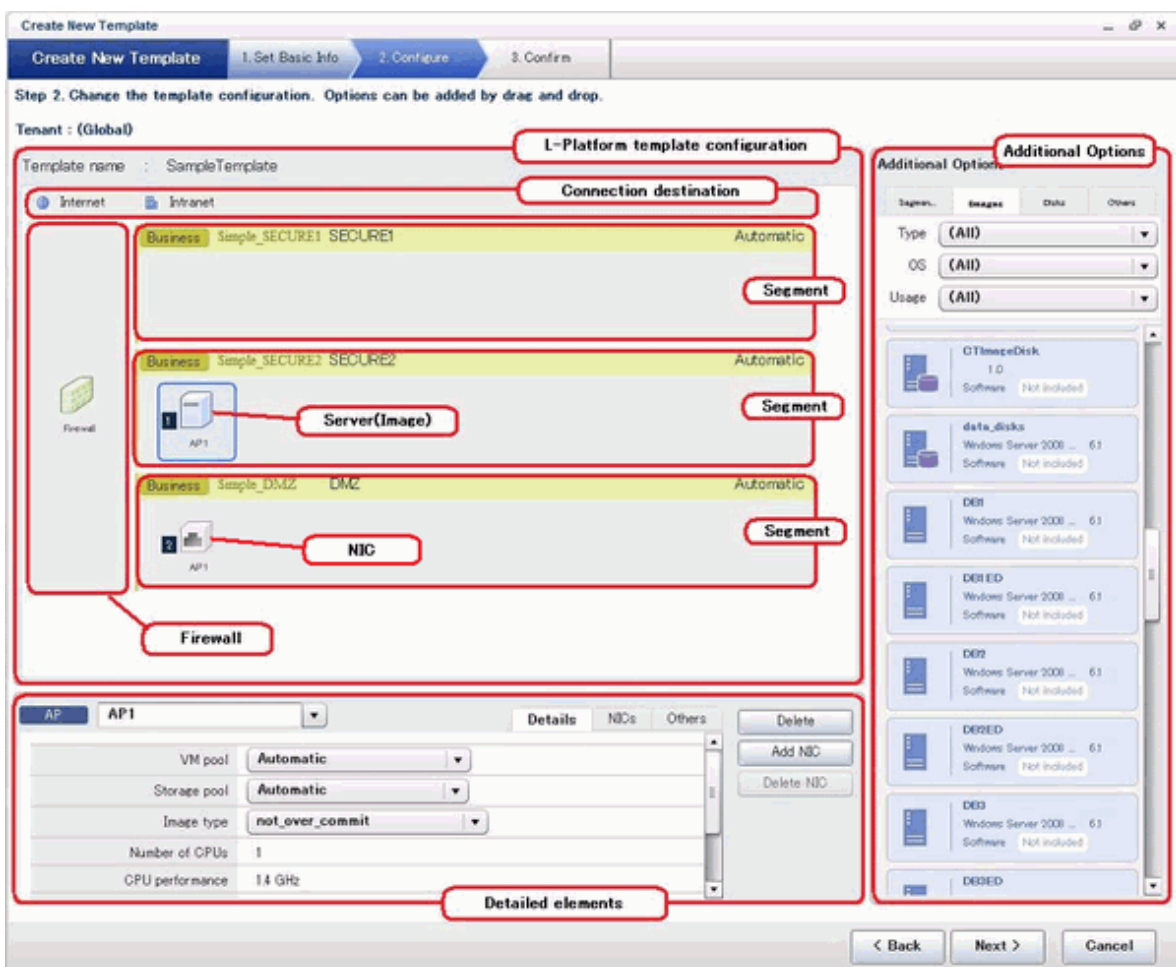 Create New Template
Create New Template 1. Set Basic Info 2. Configure 3. Confirm
Step 2. Change the template configuration. Options can be added by drag and drop.
Tenant : (Global)
L-Platform template configuration
Template name : SampleTemplate
Connection destination
Internet Intranet
Business Simple_SECURE1 SECURE1 Automatic
Segment
Business Simple_SECURE2 SECURE2 Automatic
Segment
Firewall
1
Server(Image)
AP1
Business Simple_DMZ DMZ Automatic
Segment
2
NIC
AP1
Firewall
Additional Options
Additional Option
Segmen... Images Disks Others
Type (All)
OS (All)
Usage (All)
CTImageDisk
1.0
Software Not included
data_disks
Windows Server 2008 ... 6.1
Software Not included
DB1
Windows Server 2008 ... 6.1
Software Not included
DB1ED
Windows Server 2008 ... 6.1
Software Not included
DB2
Windows Server 2008 ... 6.1
Software Not included
DB2ED
Windows Server 2008 ... 6.1
Software Not included
DB3
Windows Server 2008 ... 6.1
Software Not included
DB3ED
AP AP1 Details NICs Others Delete
VM pool Automatic Add NIC
Storage pool Automatic Delete NIC
Image type not_over_commit
Number of CPUs 1
CPU performance 1.4 GHz
Detailed elements
< Back Next > Cancel